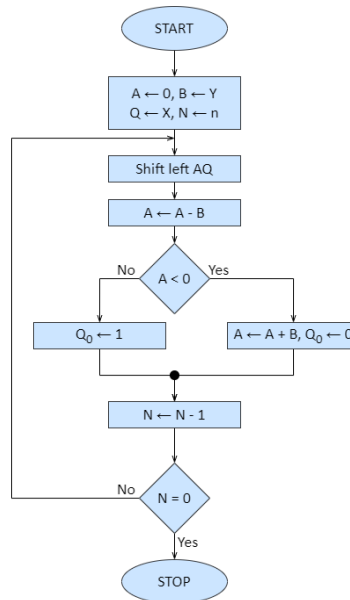 START
A ← 0, B ← Y
Q ← X, N ← n
Shift left AQ
A ← A - B
No
A < 0
Yes
Q₀ ← 1
A ← A + B, Q₀ ← 0
N ← N - 1
No
N = 0
Yes
STOP